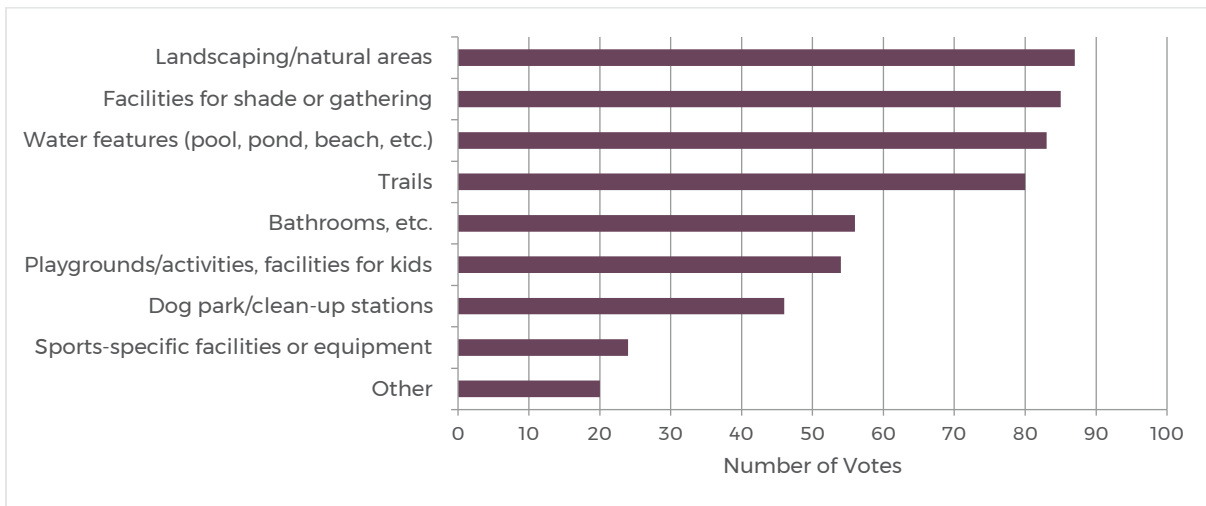 Landscaping/natural areas
Facilities for shade or gathering
Water features (pool, pond, beach, etc.)
Trails
Bathrooms, etc.
Playgrounds/activities, facilities for kids
Dog park/clean-up stations
Sports-specific facilities or equipment
Other
0 10 20 30 40 50 60 70 80 90 100
Number of Votes